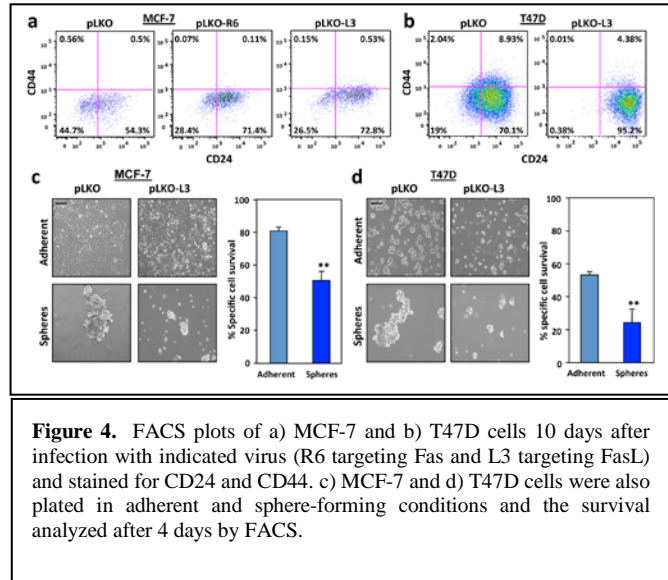 a MCF-7 b T47D
pLKO pLKO-R6 pLKO-L3 pLKO pLKO-L3
0.56% 0.5% 0.07% 0.11% 0.15% 0.53% 2.04% 8.93% 0.01% 4.38%
CD44 CD44
44.7% 54.3% 28.4% 71.4% 26.5% 72.8% 19% 70.1% 0.38% 95.2%
CD24 CD24
c MCF-7 d T47D
pLKO pLKO-L3 pLKO pLKO-L3
Adherent
Spheres
% Specific cell survival
100
80
60
40
20
0
**
Adherent Spheres
Adherent
Spheres
% specific cell survival
100
80
60
40
20
0
**
Adherent Spheres
Figure 4. FACS plots of a) MCF-7 and b) T47D cells 10 days after
infection with indicated virus (R6 targeting Fas and L3 targeting FasL)
and stained for CD24 and CD44. c) MCF-7 and d) T47D cells were also
plated in adherent and sphere-forming conditions and the survival
analyzed after 4 days by FACS.